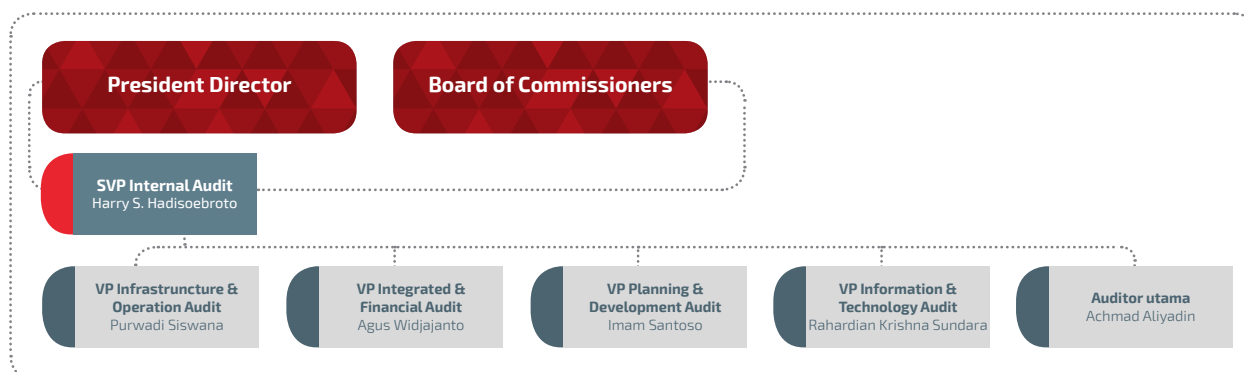 President Director
Board of Commissioners
SVP Internal Audit
Harry S. Hadisoebroto
VP Infrastruncture &
Operation Audit
Purwadi Siswana
VP Integrated &
Financial Audit
Agus Widjajanto
VP Planning &
Development Audit
Imam Santoso
VP Information &
Technology Audit
Rahardian Krishna Sundara
Auditor utama
Achmad Aliyadin